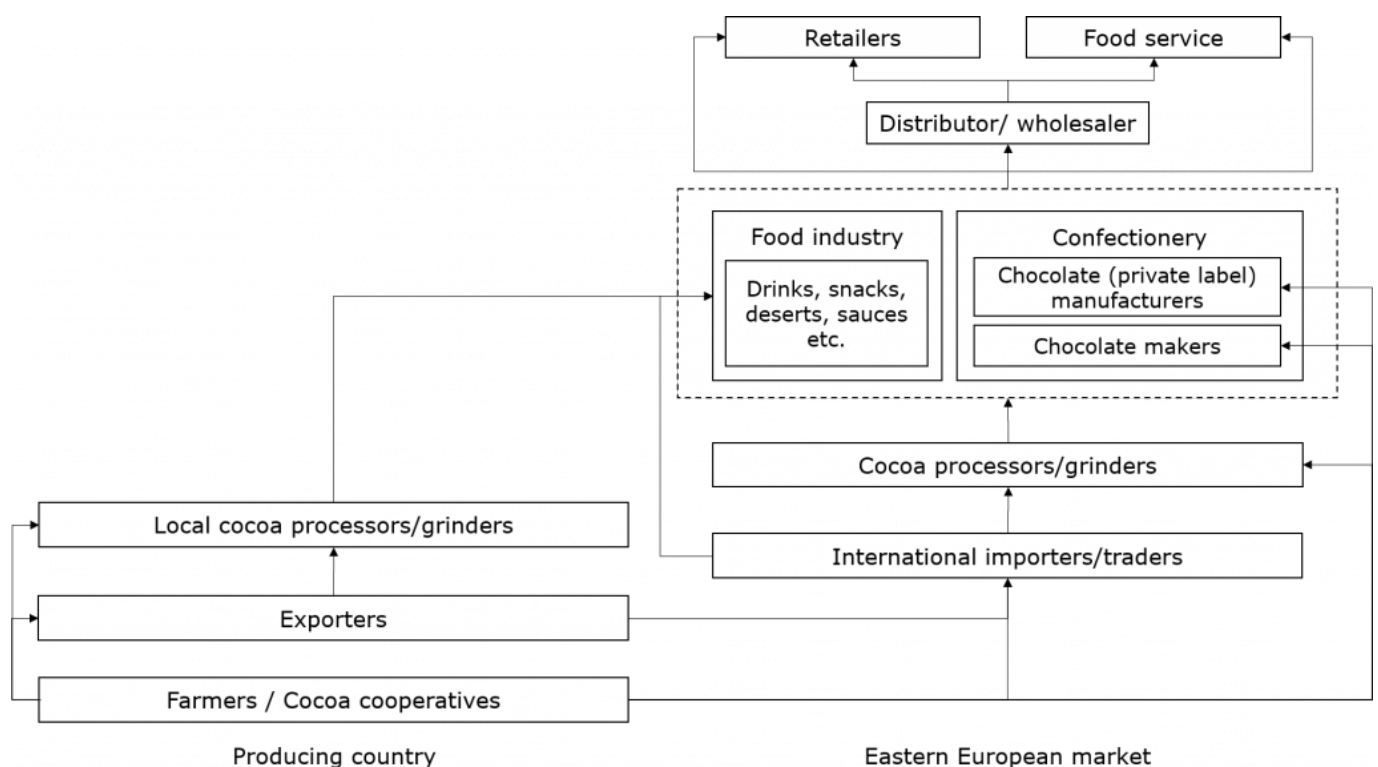 Retailers
Food service
Distributor/ wholesaler
Food industry
Drinks, snacks,
deserts, sauces
etc.
Confectionery
Chocolate (private label)
manufacturers
Chocolate makers
Cocoa processors/grinders
Local cocoa processors/grinders
International importers/traders
Exporters
Farmers / Cocoa cooperatives
Producing country
Eastern European market